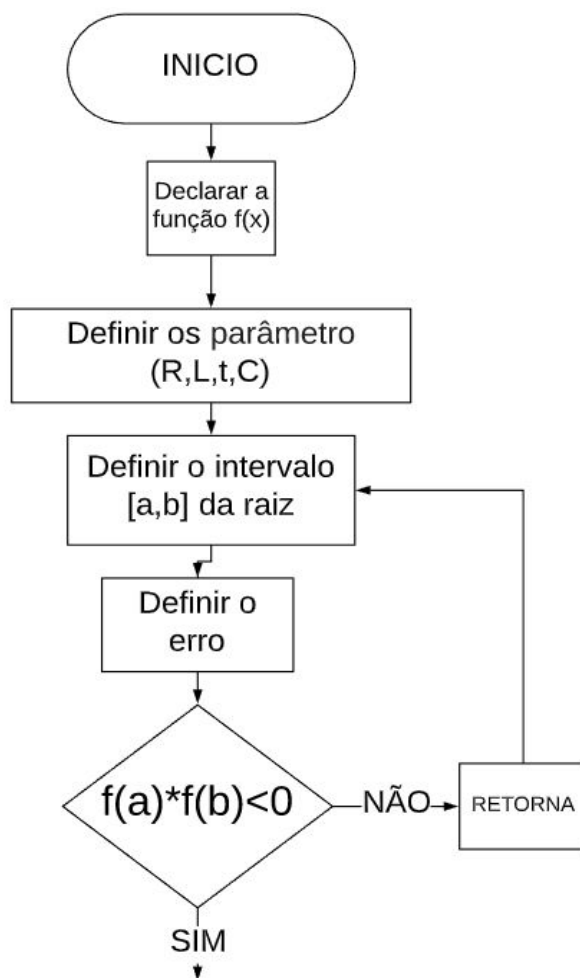 INICIO
Declarar a
função f(x)
Definir os parâmetro
(R,L,t,C)
Definir o intervalo
[a,b] da raiz
Definir o
erro
f(a)*f(b)<0
NÃO
RETORNA
SIM